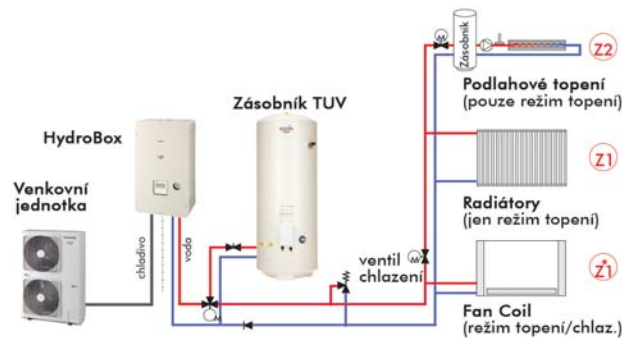 Venkovní
jednotka
HydroBox
Zásobník TUV
chladivo
voda
ventil
chlazení
Zásobník
Z2
Podlahové topení
(pouze režim topení)
Z1
Radiátory
(jen režim topení)
Z1*
Fan Coil
(režim topení/chlaz.)
M
M
M